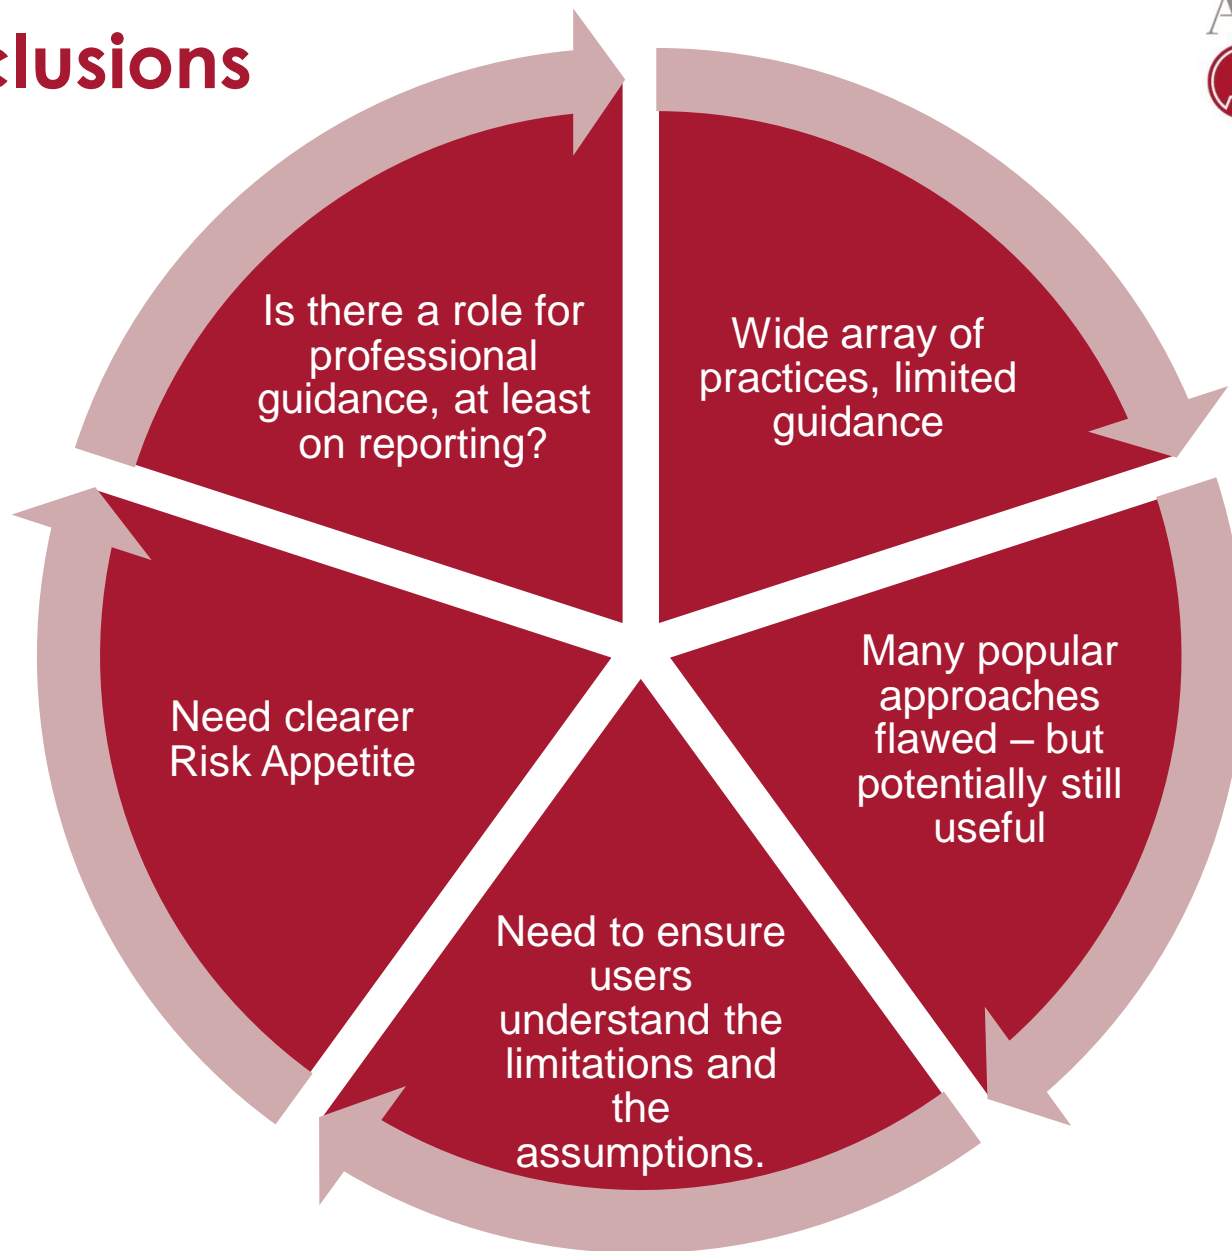 clusions
Is there a role for
professional
guidance, at least
on reporting?
Wide array of
practices, limited
guidance
Many popular
approaches
flawed – but
potentially still
useful
Need to ensure
users
understand the
limitations and
the
assumptions.
Need clearer
Risk Appetite